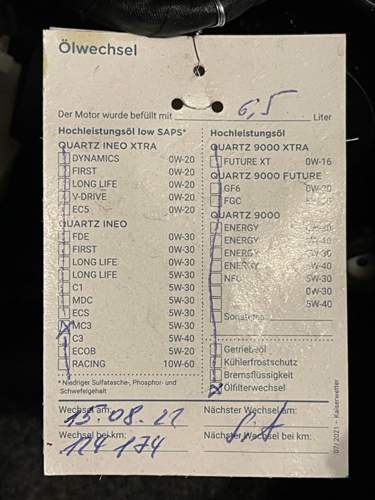 Ölwechsel
Der Motor wurde befüllt mit 6,5 Liter
Hochleistungsöl low SAPS*
QUARTZ INEO XTRA
DYNAMICS 0W-20
FIRST 0W-20
LONG LIFE 0W-20
V-DRIVE 0W-20
EC5 0W-20
QUARTZ INEO
FDE 0W-30
FIRST 0W-30
LONG LIFE 0W-30
LONG LIFE 5W-30
C1 5W-30
MDC 5W-30
ECS 5W-30
MC3 5W-30
C3 5W-40
ECOB 5W-20
RACING 10W-60
* Niedriger Sulfatasche-, Phosphor- und
Schwefelgehalt
Hochleistungsöl
QUARTZ 9000 XTRA
FUTURE XT 0W-16
QUARTZ 9000 FUTURE
GF6 0W-20
FGC
QUARTZ 9000
ENERGY
ENERGY
ENERGY
ENERGY W-40
NFC
0W-30
5W-40
Sonstiges
Getriebeöl
Kühlerfrostschutz
Bremsflüssigkeit
Ölfilterwechsel
Wechsel am: 15.08.22
Nächster Wechsel am:
Wechsel bei km: 124 174
Nächster Wechsel bei km:
07/2021 – Kaiserwetter